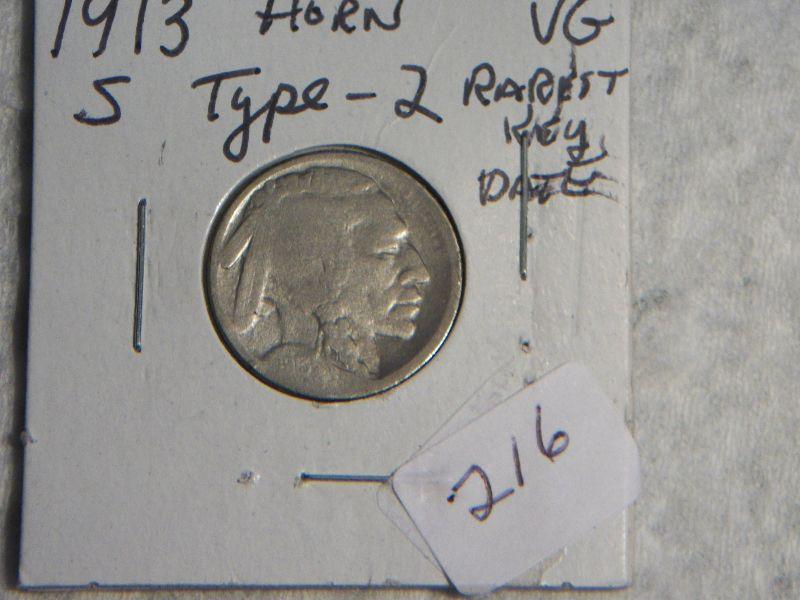 1913 HORN VG
S Type-2 RAREST
KEY
DATE
216